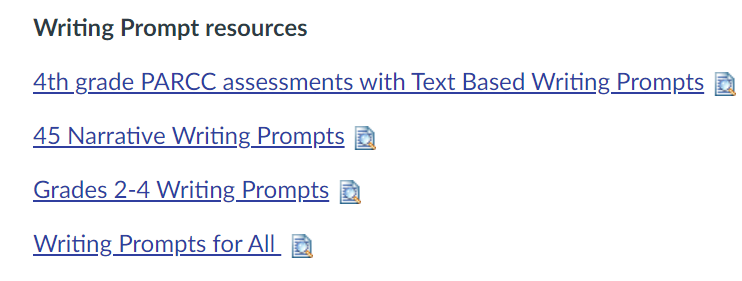 Writing Prompt resources
4th grade PARCC assessments with Text Based Writing Prompts
45 Narrative Writing Prompts
Grades 2-4 Writing Prompts
Writing Prompts for All